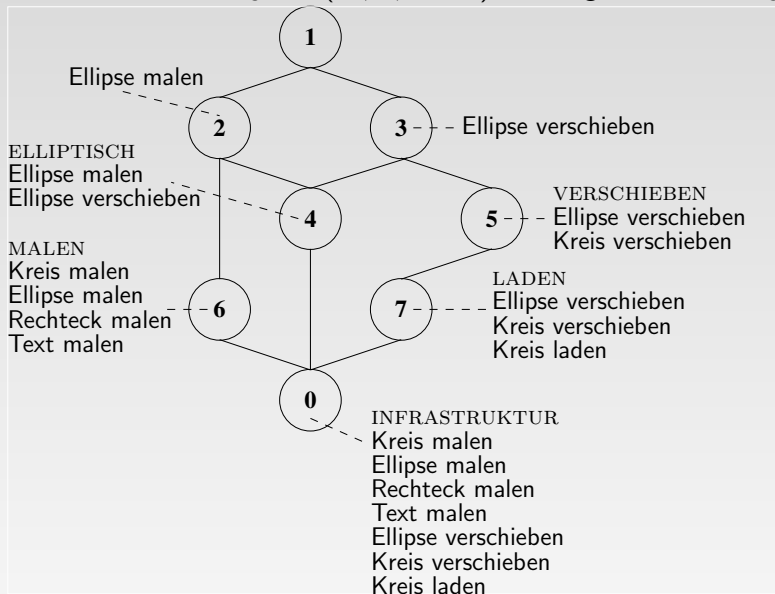 1
Ellipse malen
2
3
Ellipse verschieben
ELLIPTISCH
Ellipse malen
Ellipse verschieben
4
5
VERSCHIEBEN
Ellipse verschieben
Kreis verschieben
MALEN
Kreis malen
Ellipse malen
Rechteck malen
Text malen
6
7
LADEN
Ellipse verschieben
Kreis verschieben
Kreis laden
0
INFRASTRUKTUR
Kreis malen
Ellipse malen
Rechteck malen
Text malen
Ellipse verschieben
Kreis verschieben
Kreis laden